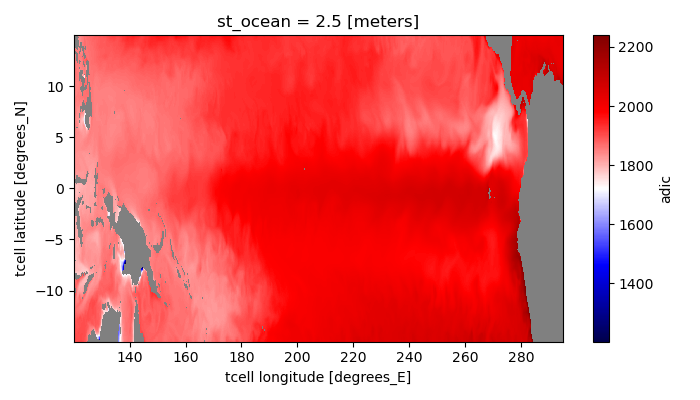 st_ocean = 2.5 [meters]
10
5
0
−5
−10
tcell latitude [degrees_N]
140 160 180 200 220 240 260 280
tcell longitude [degrees_E]
2200
2000
1800
1600
1400
adic